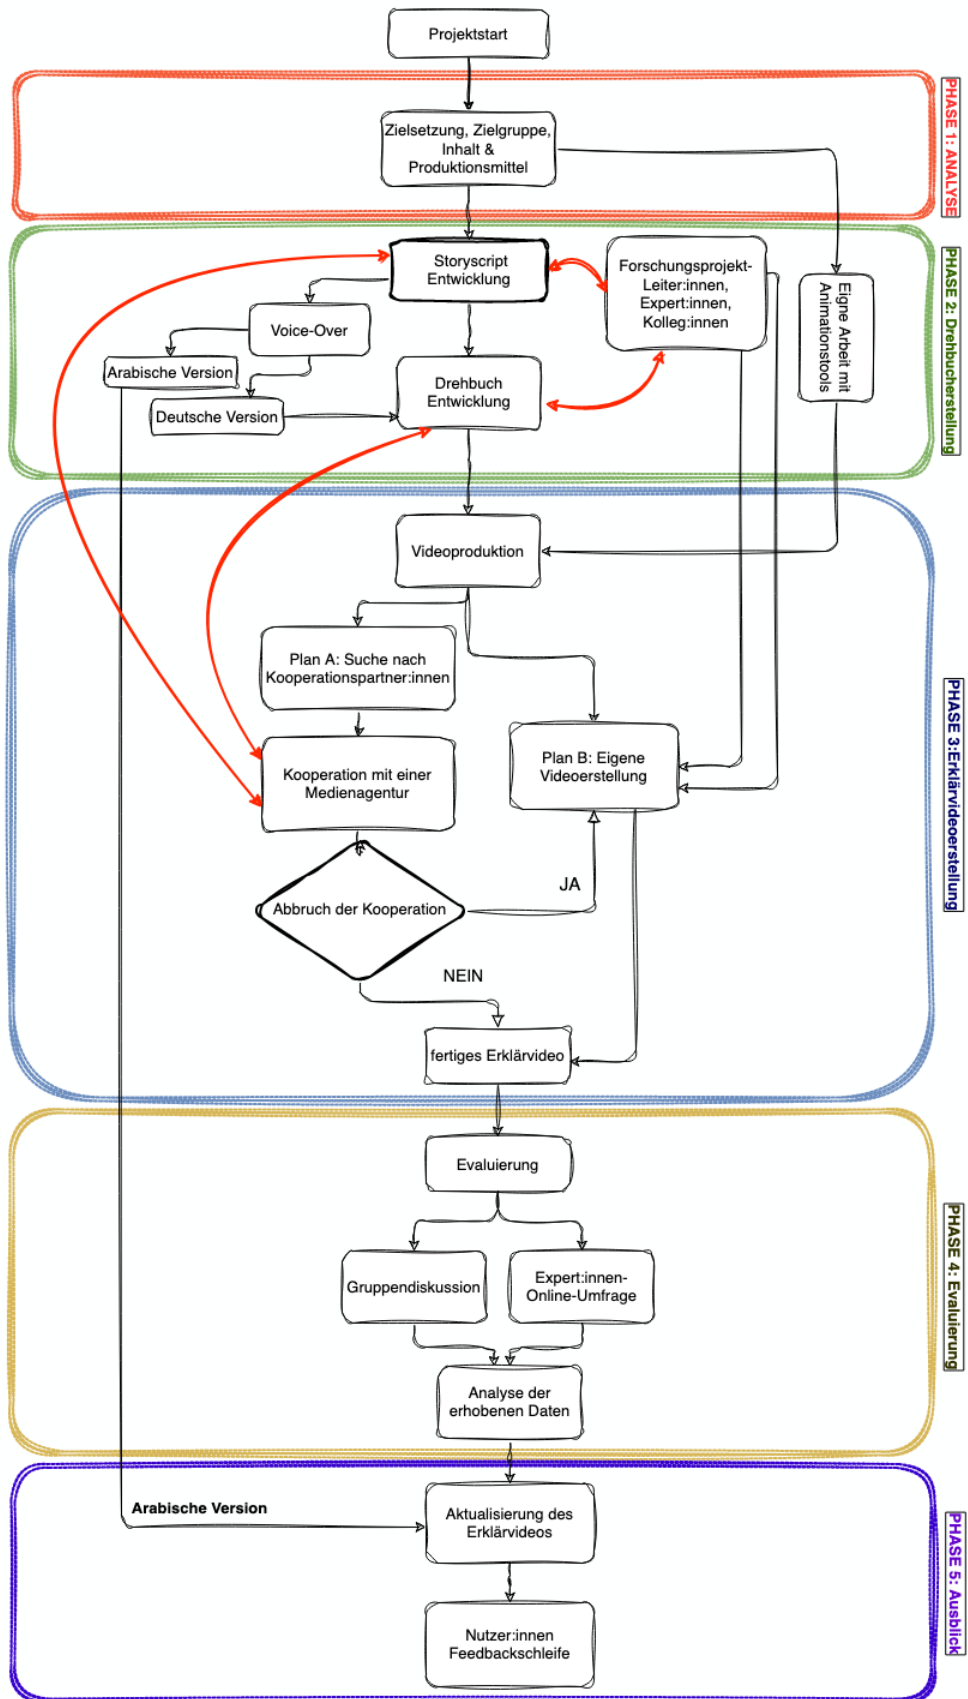 Projektstart
PHASE 1: ANALYSE
Zielsetzung, Zielgruppe,
Inhalt &
Produktionsmittel
PHASE 2: Drehbucherstellung
Storyscript
Entwicklung
Forschungsprojekt-
Leiter:innen,
Expert:innen,
Kolleg:innen
Eigne Arbeit mit
Animationstools
Voice-Over
Arabische Version
Deutsche Version
Drehbuch
Entwicklung
PHASE 3:Erklärvideoerstellung
Videoproduktion
Plan A: Suche nach
Kooperationspartner:innen
Plan B: Eigene
Videoerstellung
Kooperation mit einer
Medienagentur
Abbruch der Kooperation
JA
NEIN
fertiges Erklärvideo
PHASE 4: Evaluierung
Evaluierung
Gruppendiskussion
Expert:innen-
Online-Umfrage
Analyse der
erhobenen Daten
PHASE 5: Ausblick
Arabische Version
Aktualisierung des
Erklärvideos
Nutzer:innen
Feedbackschleife